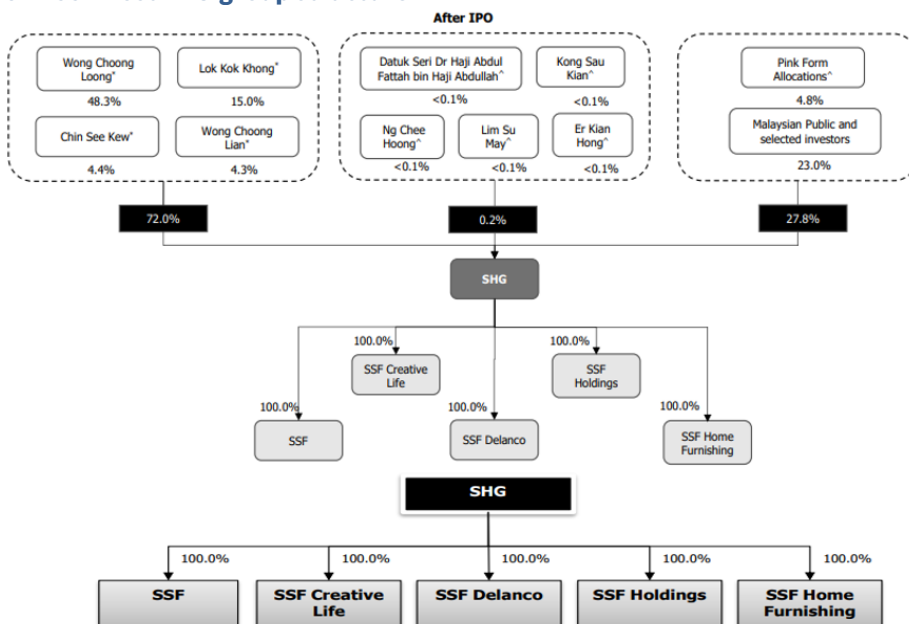 After IPO
Wong Choong
Loong*
48.3%
Lok Kok Khong*
15.0%
Chin See Kew*
4.4%
Wong Choong
Lian*
4.3%
Datuk Seri Dr Haji Abdul
Fattah bin Haji Abdullah^
<0.1%
Kong Sau
Kian^
<0.1%
Ng Chee
Hoong^
<0.1%
Lim Su
May^
<0.1%
Er Kian
Hong^
<0.1%
Pink Form
Allocations^
4.8%
Malaysian Public and
selected investors
23.0%
72.0%
0.2%
27.8%
SHG
100.0%
SSF Creative
Life
100.0%
SSF
Holdings
100.0%
SSF
100.0%
SSF Delanco
100.0%
SSF Home
Furnishing
SHG
100.0%
100.0%
100.0%
100.0%
100.0%
SSF
SSF Creative
Life
SSF Delanco
SSF Holdings
SSF Home
Furnishing